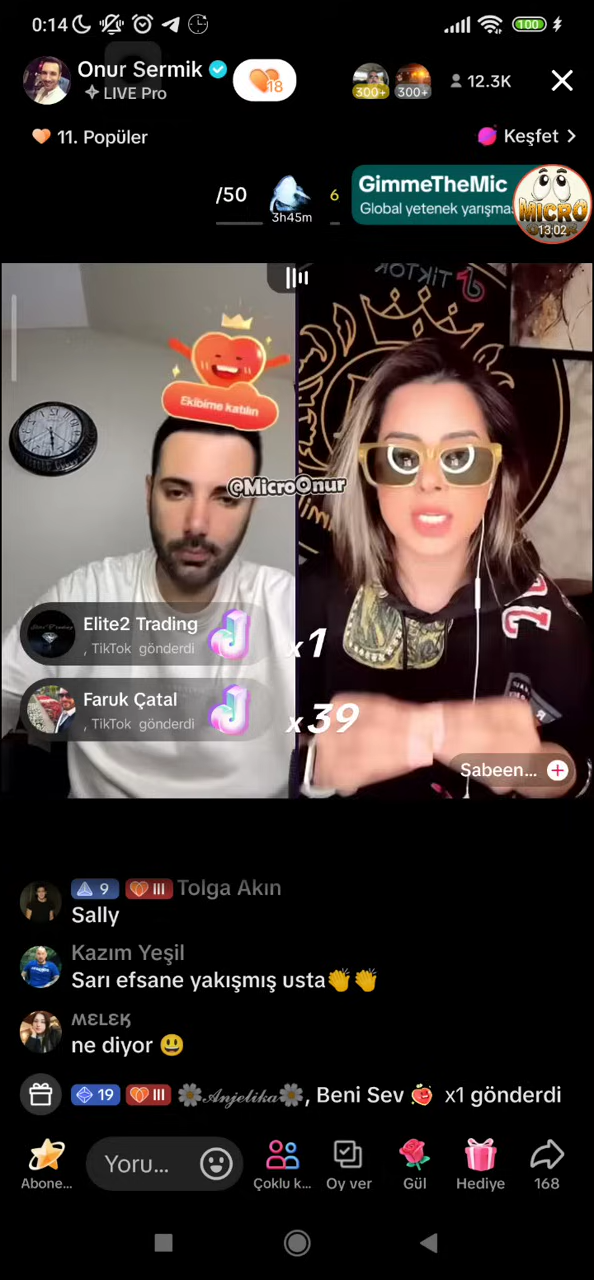 0:14
100
Onur Sermik
LIVE Pro
18
300+
300+
12.3K
11. Popüler
Keşfet
/50
3h45m
6
GimmeTheMic
Global yetenek yarışmas
MICRO
13:02
TikTok
Ekibime katılın
@MicroOnur
Elite2 Trading
, TikTok gönderdi
x1
Faruk Çatal
, TikTok gönderdi
x39
Sabeen...
9 III Tolga Akın
Sally
Kazım Yeşil
Sarı efsane yakışmış usta👏👏
MELEK
ne diyor 😃
19 III 🌼𝒜𝓃𝒿ℯ𝓁𝒾𝓀𝒶🌼, Beni Sev x1 gönderdi
Yoru...
Abone...
Çoklu k...
Oy ver
Gül
Hediye
168